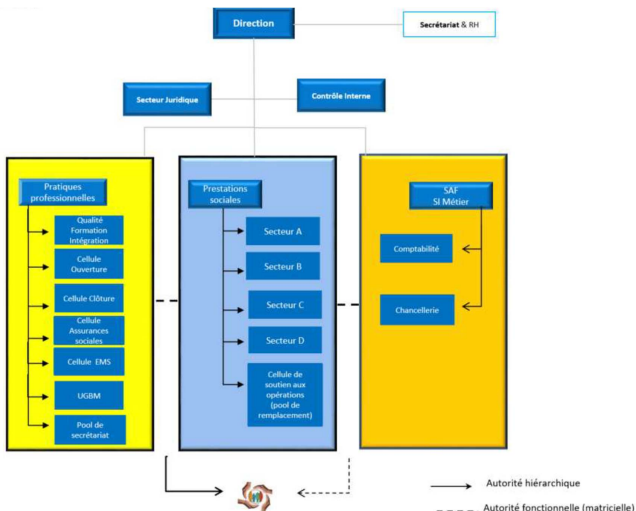 Direction
Secrétariat & RH
Secteur Juridique
Contrôle Interne
Pratiques
professionnelles
Qualité
Formation
Intégration
Cellule
Ouverture
Cellule Clôture
Cellule
Assurances
sociales
Cellule EMS
UGBM
Pool de
secrétariat
Prestations
sociales
Secteur A
Secteur B
Secteur C
Secteur D
Cellule de
soutien aux
opérations
(pool de
remplacement)
SAF
SI Métier
Comptabilité
Chancellerie
Autorité hiérarchique
Autorité fonctionnelle (matricielle)